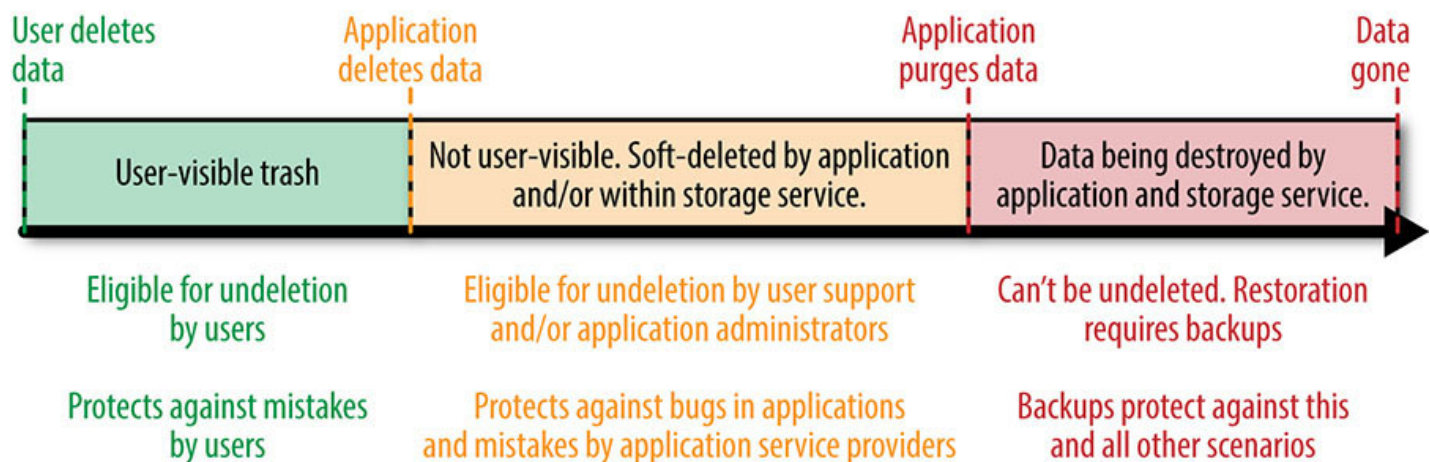 User deletes
data
Application
deletes data
Application
purges data
Data
gone
User-visible trash
Not user-visible. Soft-deleted by application
and/or within storage service.
Data being destroyed by
application and storage service.
Eligible for undeletion
by users
Eligible for undeletion by user support
and/or application administrators
Can't be undeleted. Restoration
requires backups
Protects against mistakes
by users
Protects against bugs in applications
and mistakes by application service providers
Backups protect against this
and all other scenarios